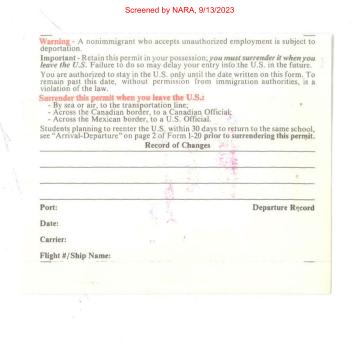 Screened by NARA, 9/13/2023
Warning - A nonimmigrant who accepts unauthorized employment is subject to
deportation.
Important - Retain this permit in your possession; you must surrender it when you
leave the U.S. Failure to do so may delay your entry into the U.S. in the future.
You are authorized to stay in the U.S. only until the date written on this form. To
remain past this date, without permission from immigration authorities, is a
violation of the law.
Surrender this permit when you leave the U.S.:
- By sea or air, to the transportation line;
- Across the Canadian border, to a Canadian Official;
- Across the Mexican border, to a U.S. Official.
Students planning to reenter the U.S. within 30 days to return to the same school,
see "Arrival-Departure" on page 2 of Form I-20 prior to surrendering this permit.
Record of Changes
Port:
Departure Record
Date:
Carrier:
Flight #/Ship Name: